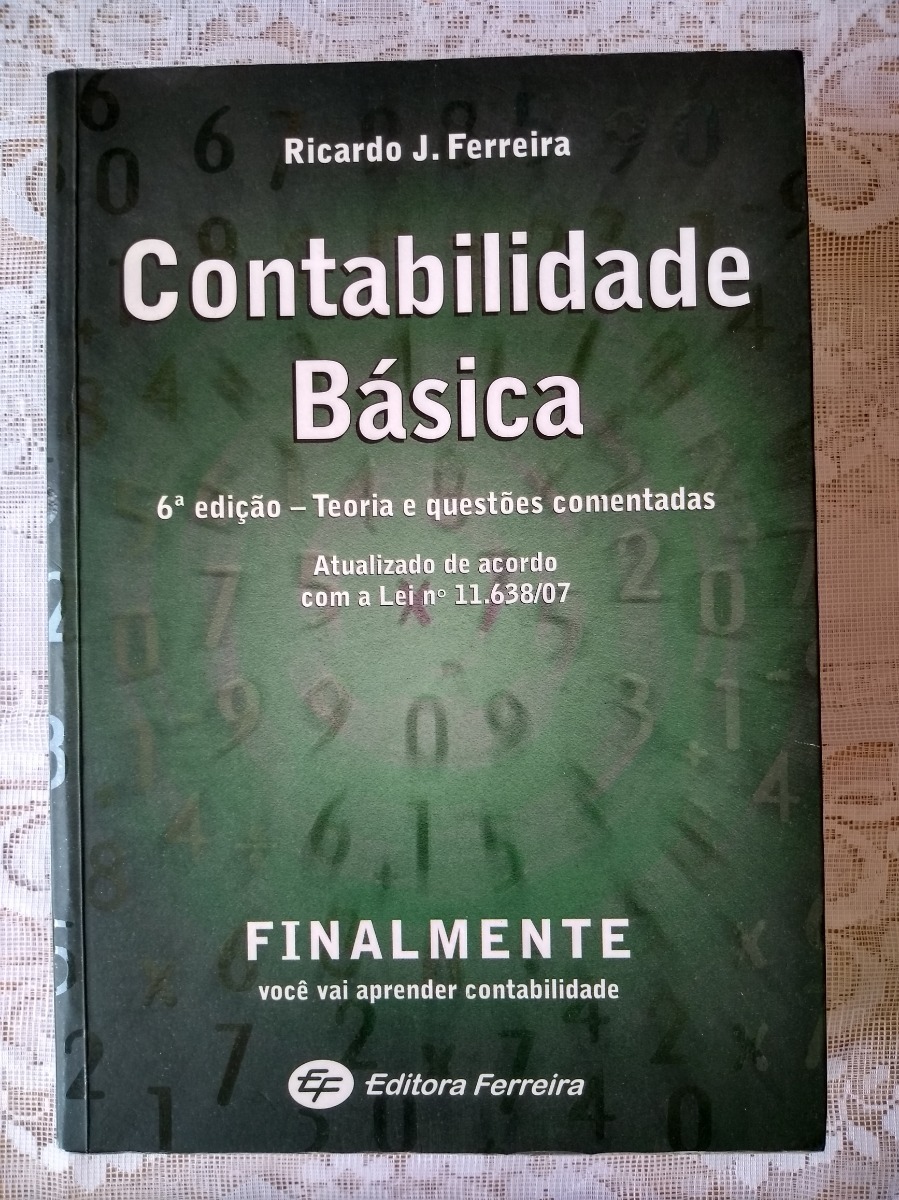 Ricardo J. Ferreira
Contabilidade
Básica
6ª edição – Teoria e questões comentadas
Atualizado de acordo
com a Lei nº 11.638/07
FINALMENTE
você vai aprender contabilidade
EF Editora Ferreira